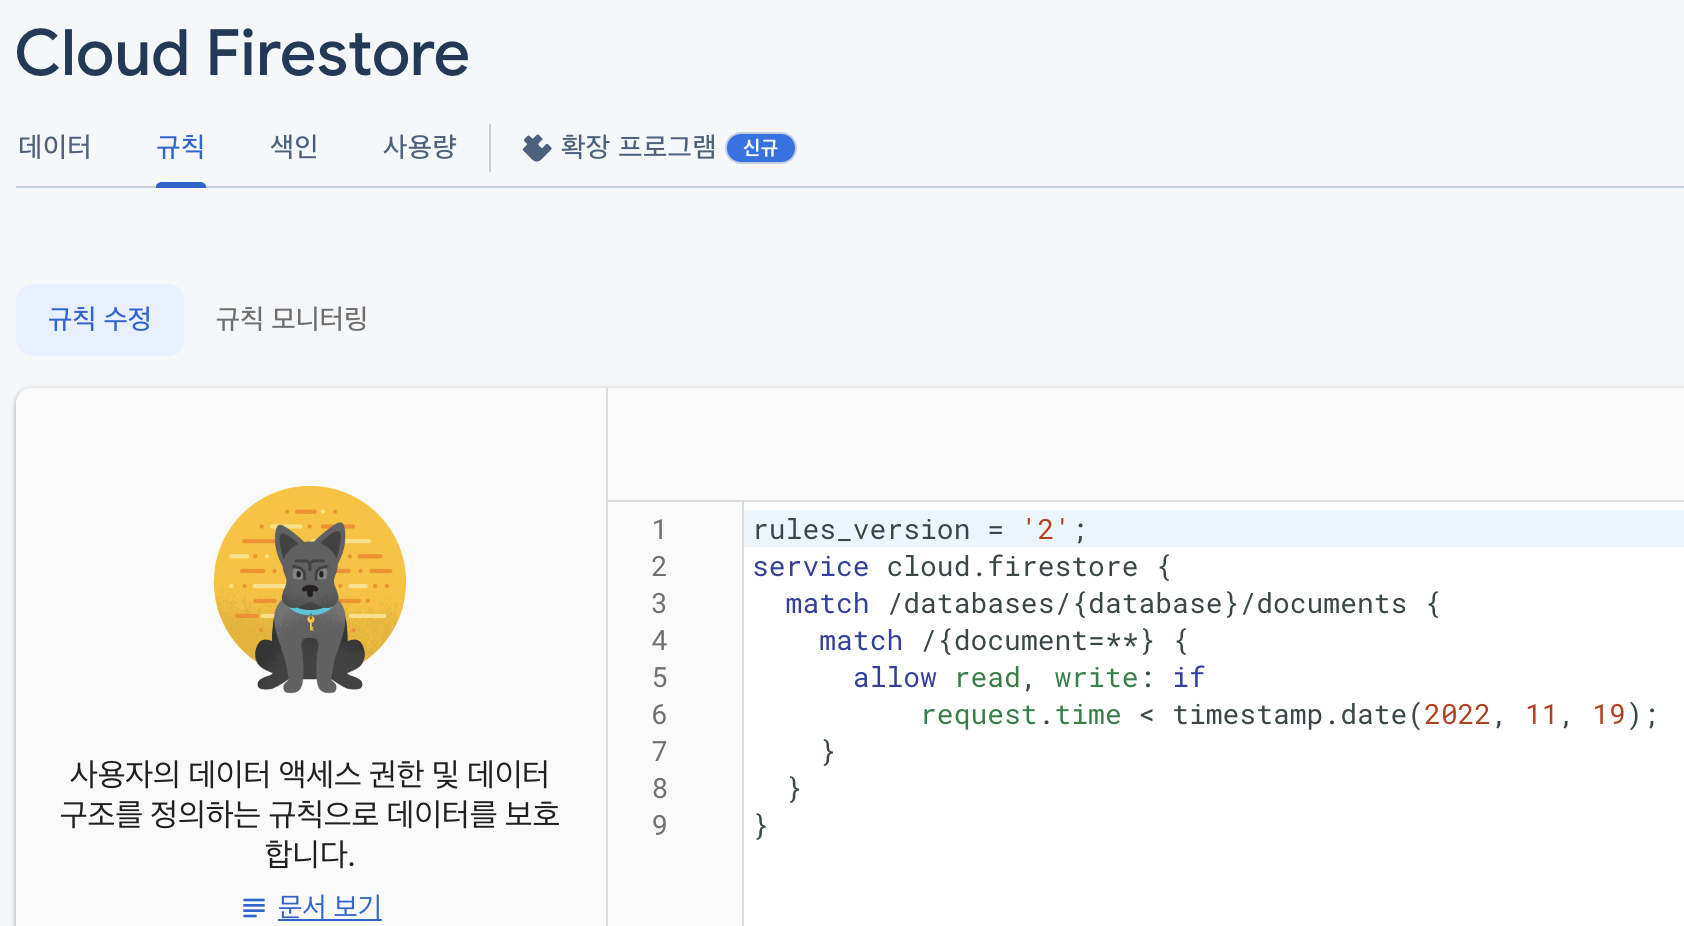 Cloud Firestore
데이터 규칙 색인 사용량 확장 프로그램 신규
규칙 수정 규칙 모니터링
사용자의 데이터 액세스 권한 및 데이터
구조를 정의하는 규칙으로 데이터를 보호
합니다.
문서 보기
1 rules_version = '2';
2 service cloud.firestore {
3   match /databases/{database}/documents {
4     match /{document=**} {
5       allow read, write: if
6           request.time < timestamp.date(2022, 11, 19);
7     }
8   }
9 }